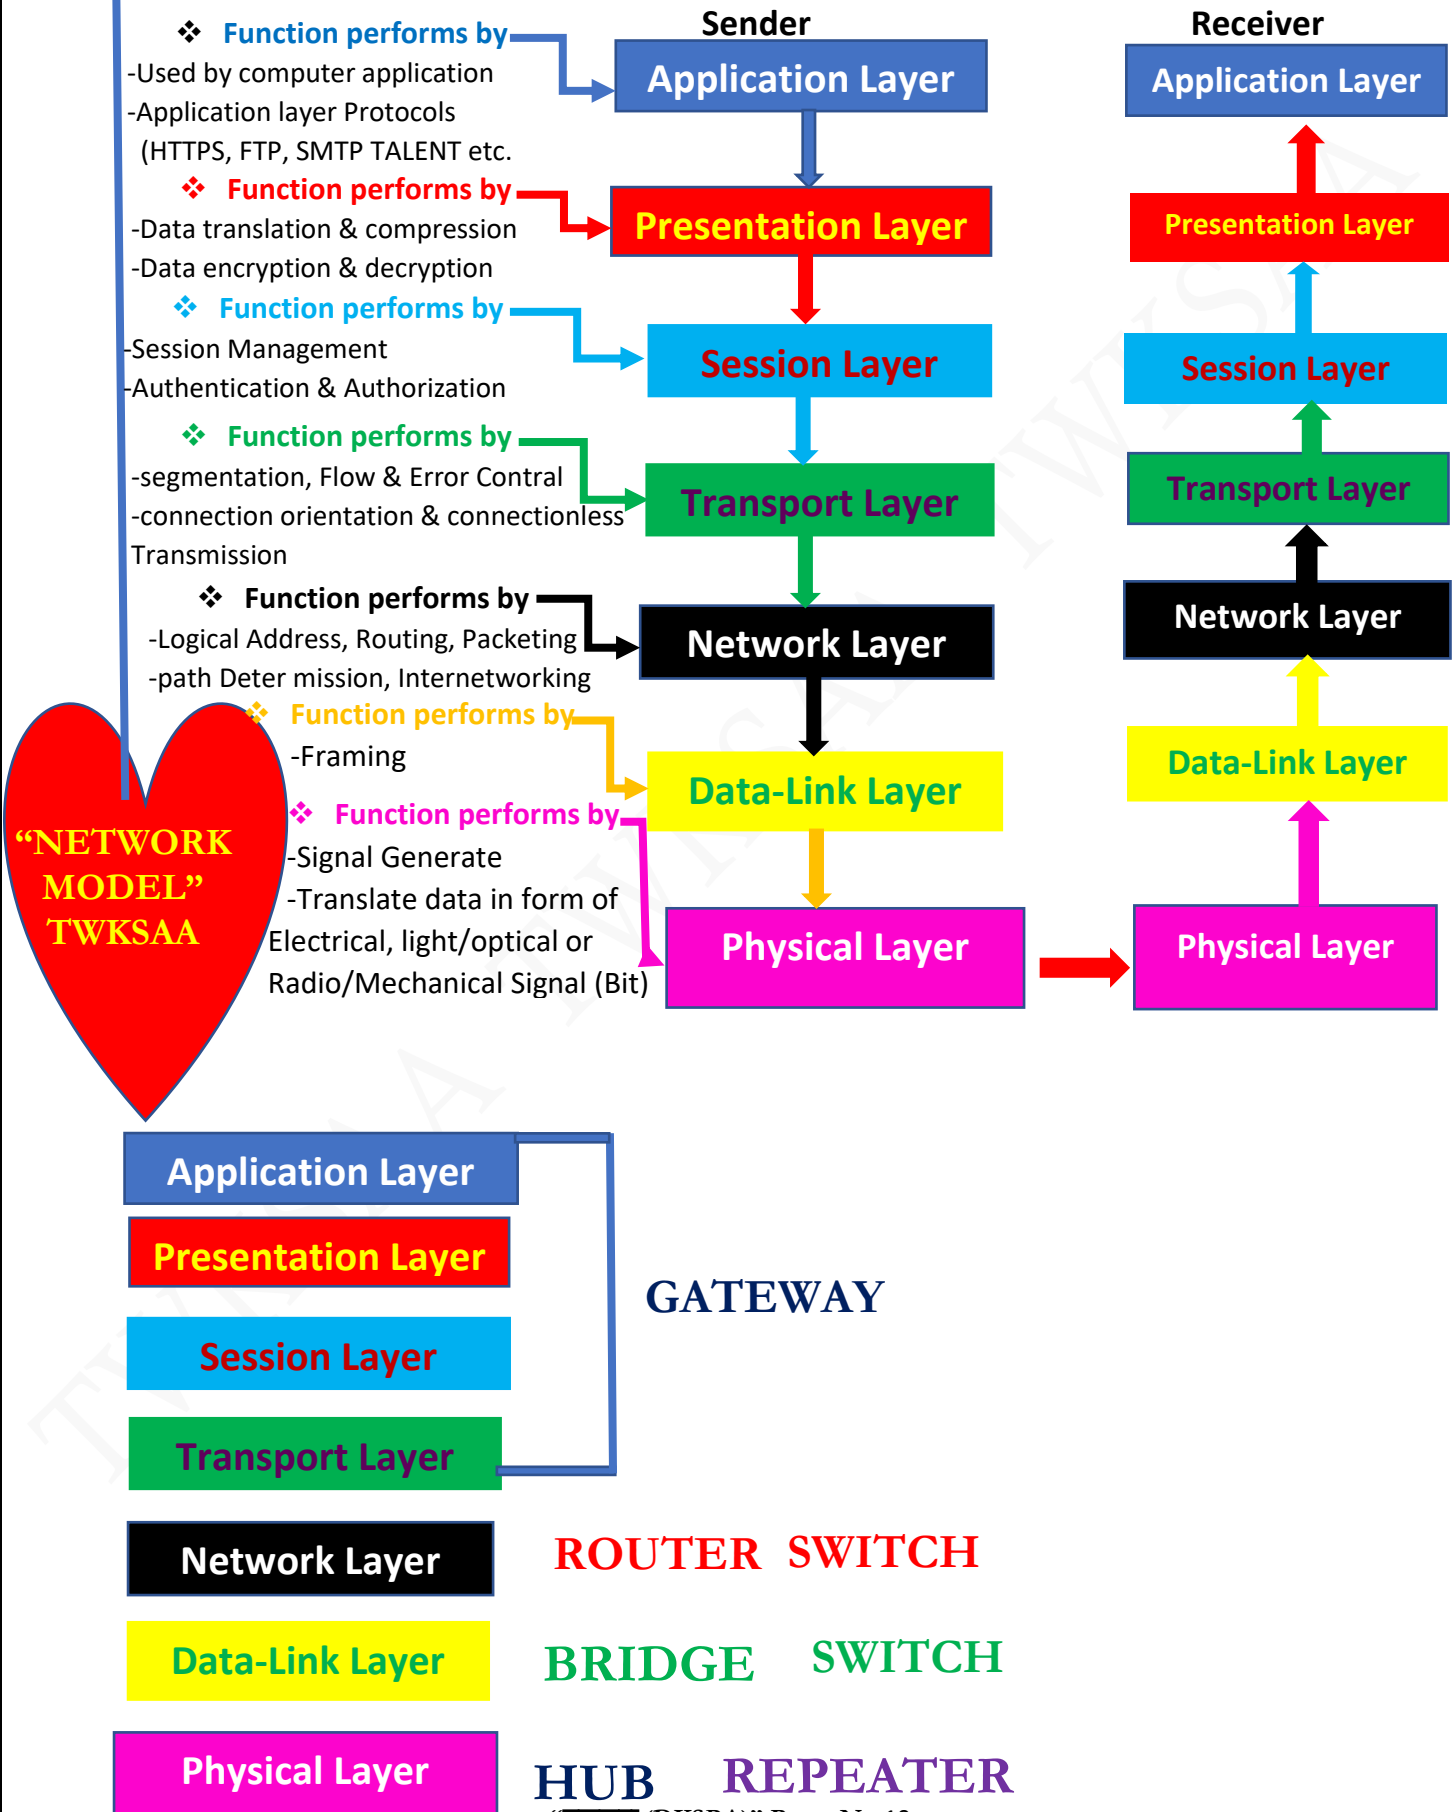 Sender
Receiver
❖ Function performs by
Application Layer
Application Layer
-Used by computer application
-Application layer Protocols
(HTTPS, FTP, SMTP TALENT etc.
❖ Function performs by
Presentation Layer
Presentation Layer
-Data translation & compression
-Data encryption & decryption
❖ Function performs by
Session Layer
Session Layer
-Session Management
-Authentication & Authorization
❖ Function performs by
Transport Layer
Transport Layer
-segmentation, Flow & Error Contral
-connection orientation & connectionless
Transmission
❖ Function performs by
Network Layer
Network Layer
-Logical Address, Routing, Packeting
-path Deter mission, Internetworking
❖ Function performs by
-Framing
Data-Link Layer
Data-Link Layer
❖ Function performs by
-Signal Generate
-Translate data in form of
Electrical, light/optical or
Radio/Mechanical Signal (Bit)
Physical Layer
Physical Layer
“NETWORK
MODEL”
TWKSAA
Application Layer
Presentation Layer
Session Layer
Transport Layer
GATEWAY
Network Layer
ROUTER SWITCH
Data-Link Layer
BRIDGE SWITCH
Physical Layer
HUB REPEATER
TWKSAA TWKSAA TWKSAA